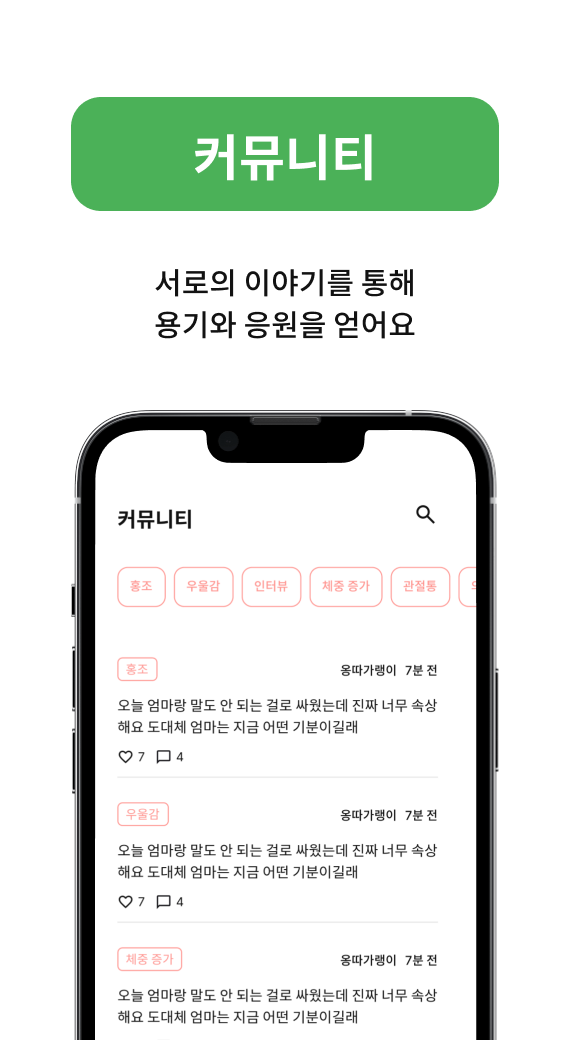 커뮤니티
서로의 이야기를 통해
용기와 응원을 얻어요
커뮤니티
홍조 우울감 인터뷰 체중 증가 관절통
홍조 옹따가랭이 7분 전
오늘 엄마랑 말도 안 되는 걸로 싸웠는데 진짜 너무 속상
해요 도대체 엄마는 지금 어떤 기분이길래
7 4
우울감 옹따가랭이 7분 전
오늘 엄마랑 말도 안 되는 걸로 싸웠는데 진짜 너무 속상
해요 도대체 엄마는 지금 어떤 기분이길래
7 4
체중 증가 옹따가랭이 7분 전
오늘 엄마랑 말도 안 되는 걸로 싸웠는데 진짜 너무 속상
해요 도대체 엄마는 지금 어떤 기분이길래